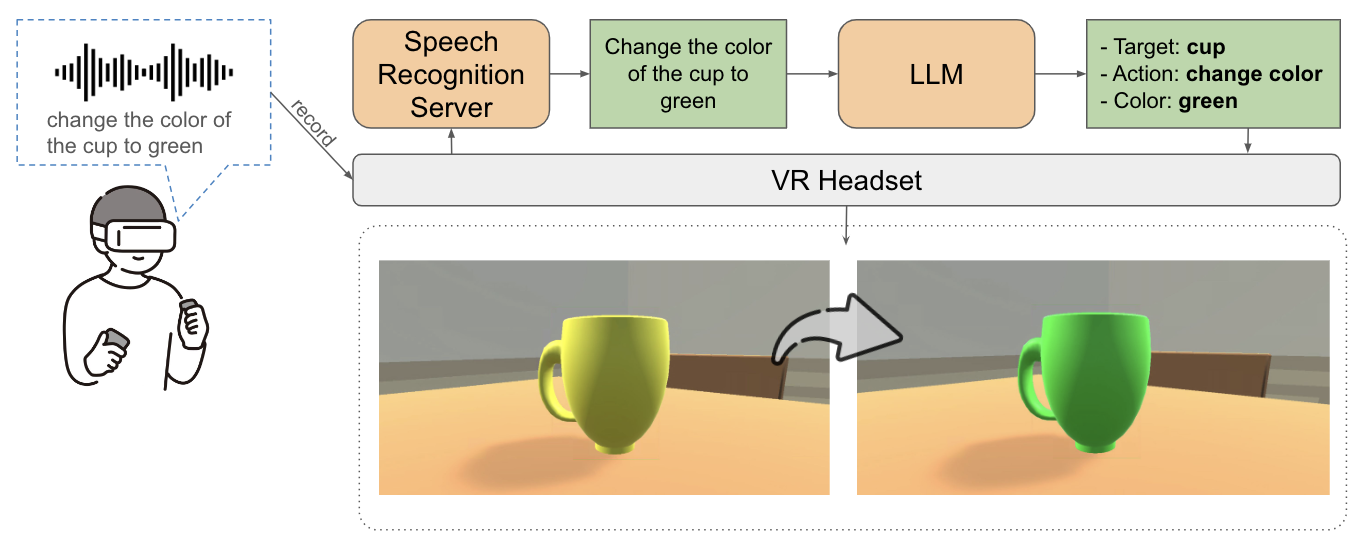 change the color of
the cup to green
record
Speech
Recognition
Server
Change the color
of the cup to
green
LLM
- Target: cup
- Action: change color
- Color: green
VR Headset